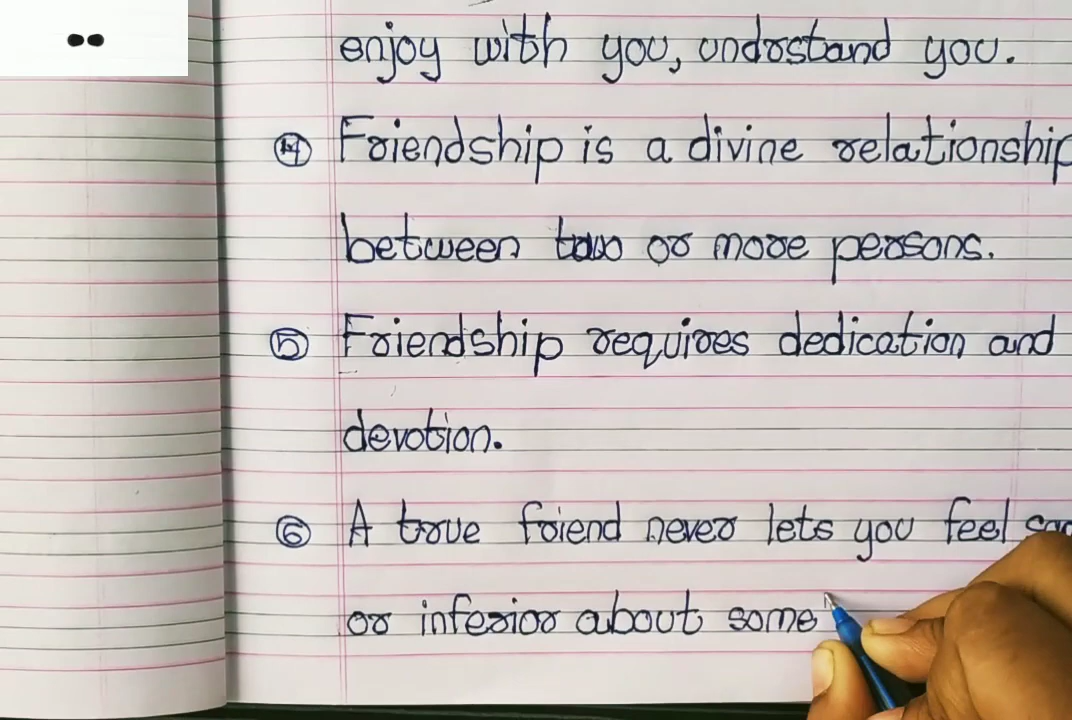 enjoy with you, undrstand you.
④ Friendship is a divine relationship
between two or more persons.
⑤ Friendship requires dedication and
devotion.
⑥ A true friend never lets you feel
or inferior about some